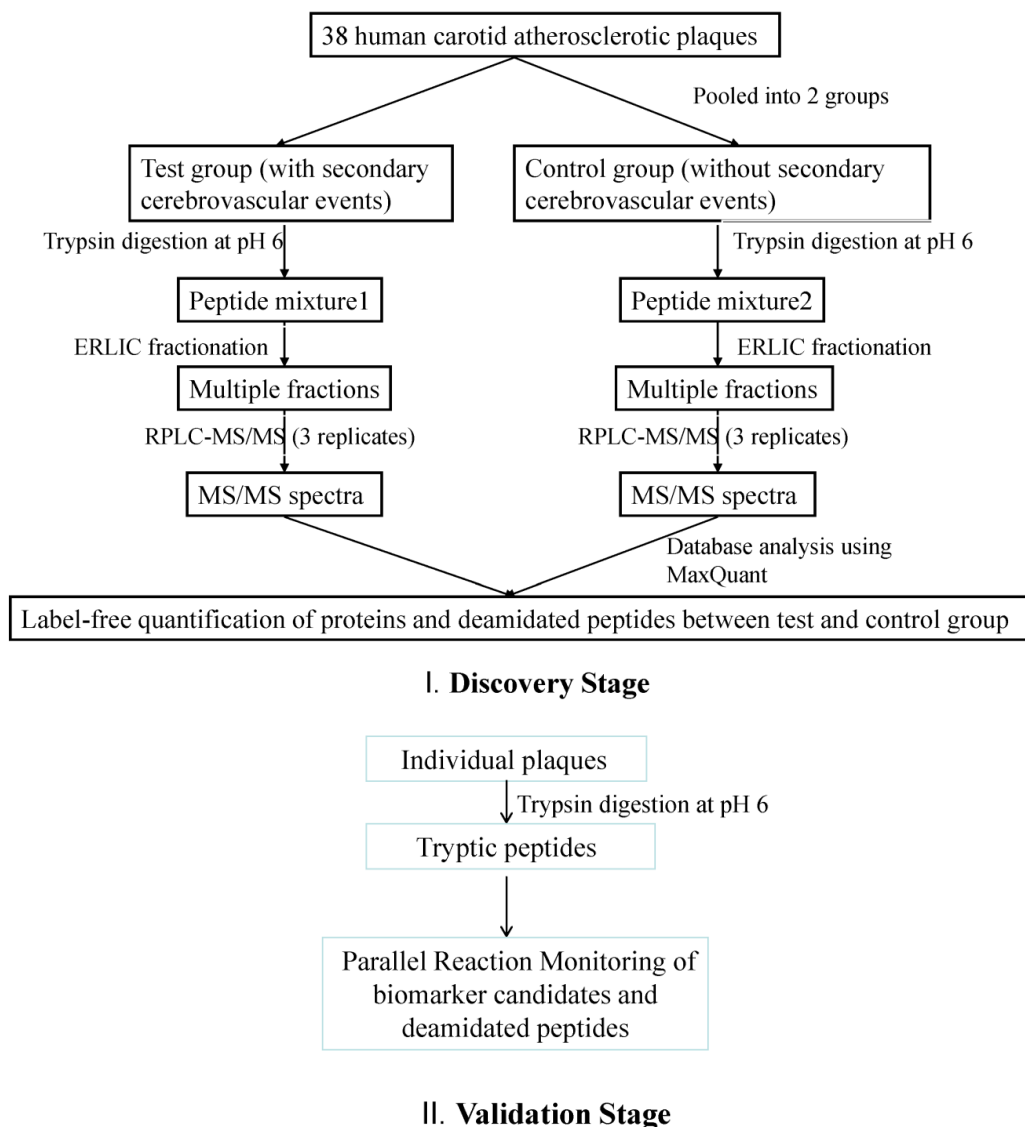 38 human carotid atherosclerotic plaques
Pooled into 2 groups
Test group (with secondary
cerebrovascular events)
Control group (without secondary
cerebrovascular events)
Trypsin digestion at pH 6
Trypsin digestion at pH 6
Peptide mixture1
Peptide mixture2
ERLIC fractionation
ERLIC fractionation
Multiple fractions
Multiple fractions
RPLC-MS/MS (3 replicates)
RPLC-MS/MS (3 replicates)
MS/MS spectra
MS/MS spectra
Database analysis using
MaxQuant
Label-free quantification of proteins and deamidated peptides between test and control group
I. Discovery Stage
Individual plaques
Trypsin digestion at pH 6
Tryptic peptides
Parallel Reaction Monitoring of
biomarker candidates and
deamidated peptides
II. Validation Stage